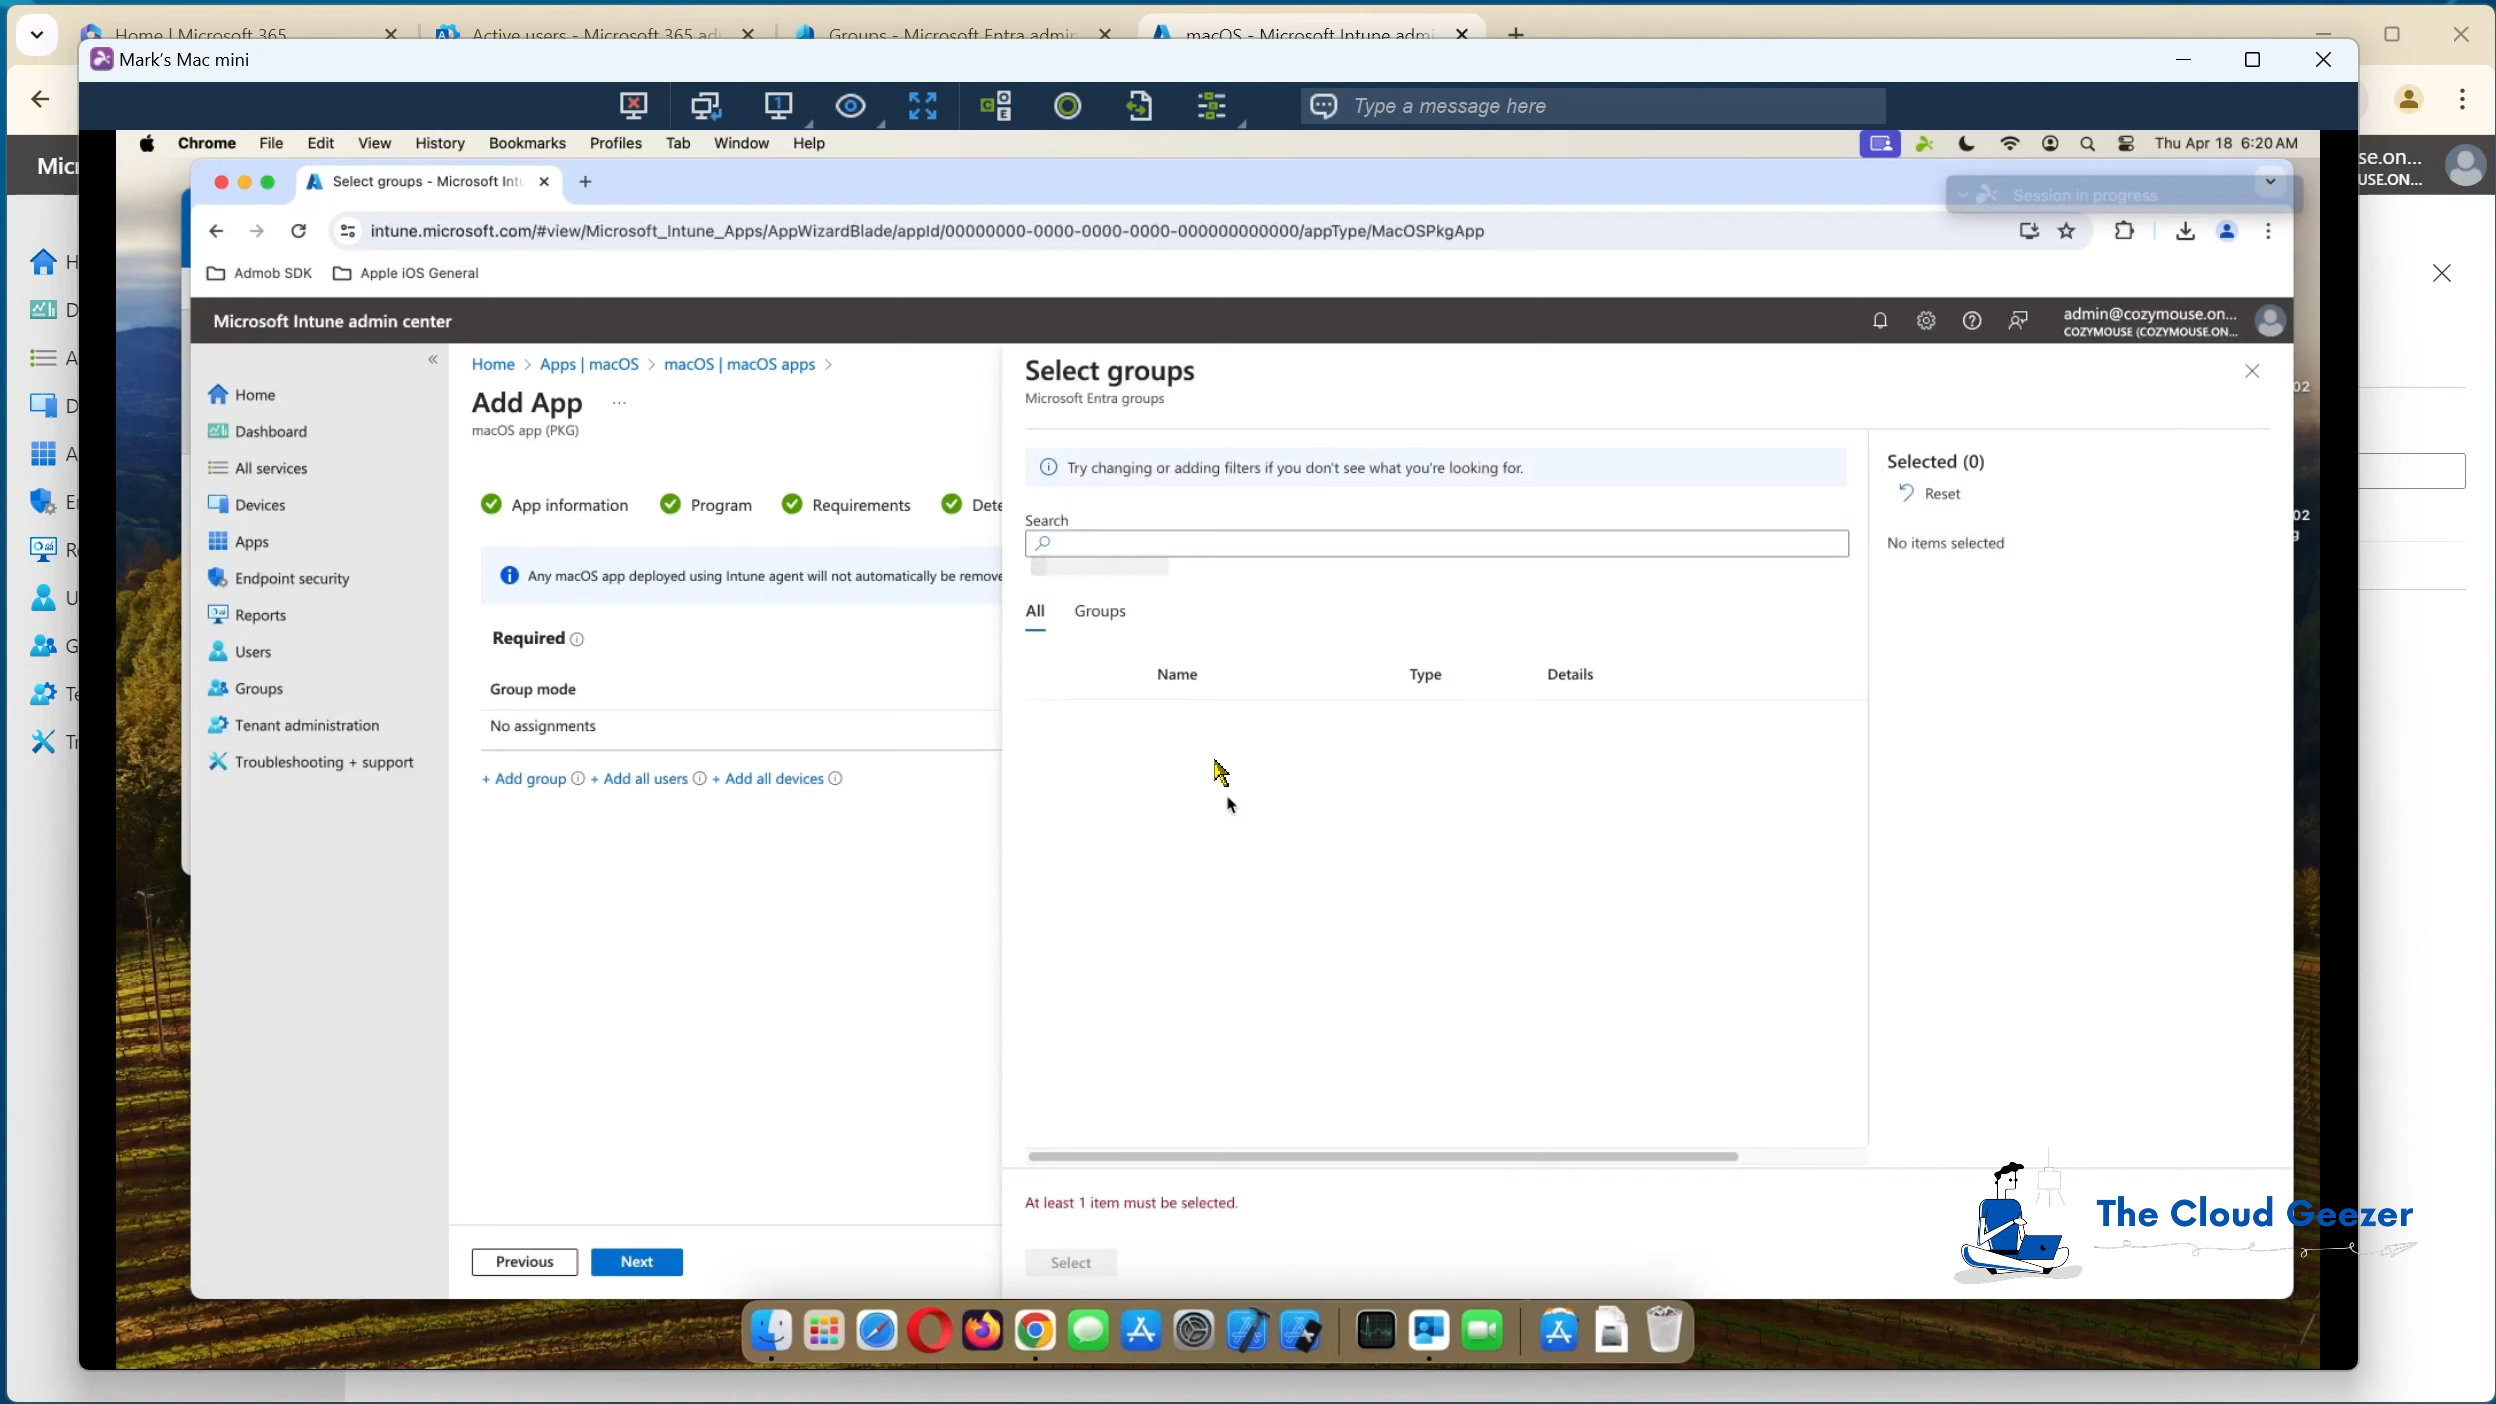 Home | Microsoft 365
Active users - Microsoft 365 ad
Groups - Microsoft Entra admin
macOS - Microsoft Intune admi
Mark's Mac mini
Type a message here
Chrome File Edit View History Bookmarks Profiles Tab Window Help
Thu Apr 18 6:20 AM
Select groups - Microsoft Int
Session in progress
intune.microsoft.com/#view/Microsoft_Intune_Apps/AppWizardBlade/appId/00000000-0000-0000-0000-000000000000/appType/MacOSPkgApp
Admob SDK
Apple iOS General
Microsoft Intune admin center
admin@cozymouse.on...
COZYMOUSE (COZYMOUSE.ON...
se.on...
USE.ON...
Home
Dashboard
All services
Devices
Apps
Endpoint security
Reports
Users
Groups
Tenant administration
Troubleshooting + support
Home > Apps | macOS > macOS | macOS apps >
Add App ...
macOS app (PKG)
App information
Program
Requirements
Dete
Any macOS app deployed using Intune agent will not automatically be remove
Required
Group mode
No assignments
+ Add group + Add all users + Add all devices
Previous
Next
Select groups
Microsoft Entra groups
Try changing or adding filters if you don't see what you're looking for.
Search
All Groups
Name Type Details
At least 1 item must be selected.
Select
Selected (0)
Reset
No items selected
02
02
The Cloud Geezer